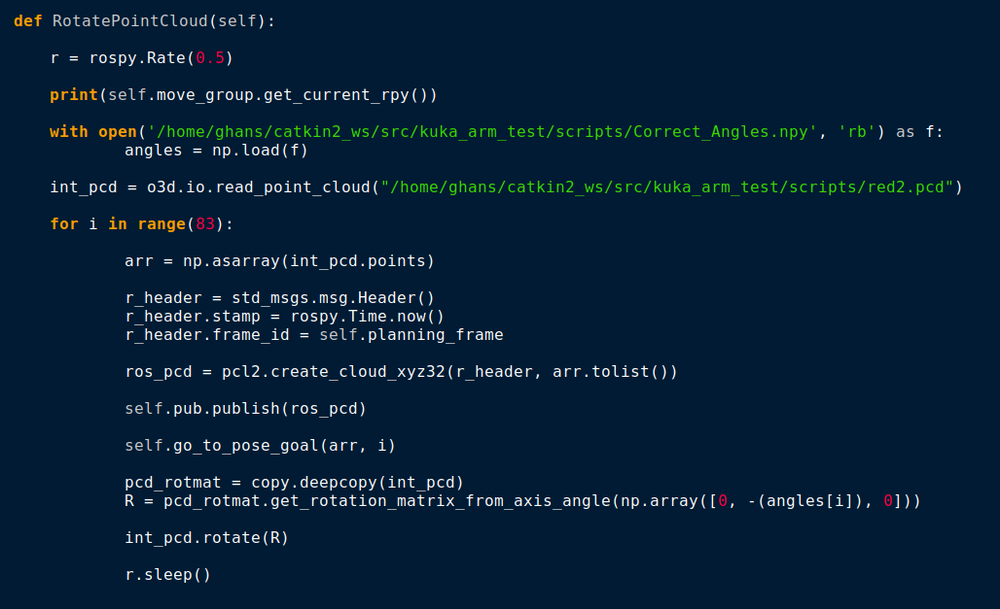 def RotatePointCloud(self):
r = rospy.Rate(0.5)
print(self.move_group.get_current_rpy())
with open('/home/ghans/catkin2_ws/src/kuka_arm_test/scripts/Correct_Angles.npy', 'rb') as f:
angles = np.load(f)
int_pcd = o3d.io.read_point_cloud("/home/ghans/catkin2_ws/src/kuka_arm_test/scripts/red2.pcd")
for i in range(83):
arr = np.asarray(int_pcd.points)
r_header = std_msgs.msg.Header()
r_header.stamp = rospy.Time.now()
r_header.frame_id = self.planning_frame
ros_pcd = pcl2.create_cloud_xyz32(r_header, arr.tolist())
self.pub.publish(ros_pcd)
self.go_to_pose_goal(arr, i)
pcd_rotmat = copy.deepcopy(int_pcd)
R = pcd_rotmat.get_rotation_matrix_from_axis_angle(np.array([0, -(angles[i]), 0]))
int_pcd.rotate(R)
r.sleep()